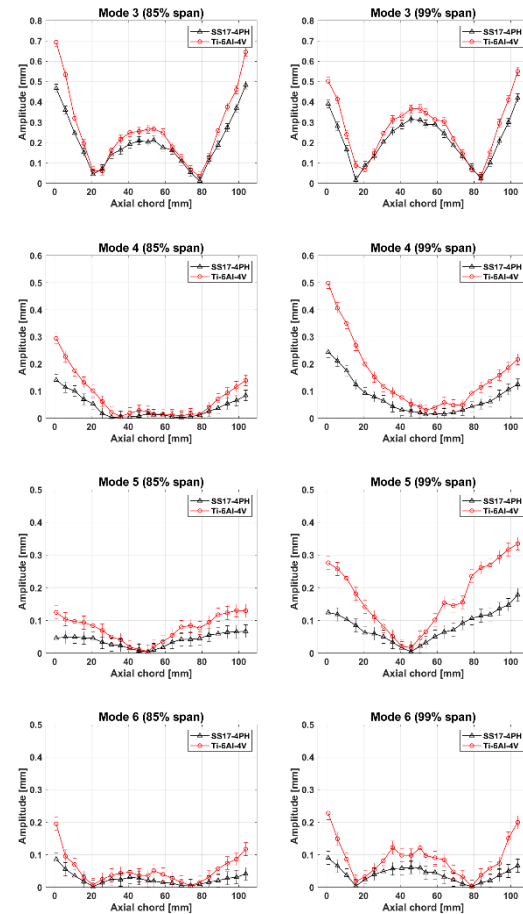 Mode 3 (85% span)
SS17-4PH
Ti-6Al-4V
Amplitude [mm]
0.8
0.7
0.6
0.5
0.4
0.3
0.2
0.1
0
0 20 40 60 80 100
Axial chord [mm]
Mode 3 (99% span)
SS17-4PH
Ti-6Al-4V
Amplitude [mm]
0.8
0.7
0.6
0.5
0.4
0.3
0.2
0.1
0
0 20 40 60 80 100
Axial chord [mm]
Mode 4 (85% span)
SS17-4PH
Ti-6Al-4V
Amplitude [mm]
0.6
0.5
0.4
0.3
0.2
0.1
0
0 20 40 60 80 100
Axial chord [mm]
Mode 4 (99% span)
SS17-4PH
Ti-6Al-4V
Amplitude [mm]
0.6
0.5
0.4
0.3
0.2
0.1
0
0 20 40 60 80 100
Axial chord [mm]
Mode 5 (85% span)
SS17-4PH
Ti-6Al-4V
Amplitude [mm]
0.5
0.4
0.3
0.2
0.1
0
0 20 40 60 80 100
Axial chord [mm]
Mode 5 (99% span)
SS17-4PH
Ti-6Al-4V
Amplitude [mm]
0.5
0.4
0.3
0.2
0.1
0
0 20 40 60 80 100
Axial chord [mm]
Mode 6 (85% span)
SS17-4PH
Ti-6Al-4V
Amplitude [mm]
0.5
0.4
0.3
0.2
0.1
0
0 20 40 60 80 100
Axial chord [mm]
Mode 6 (99% span)
SS17-4PH
Ti-6Al-4V
Amplitude [mm]
0.5
0.4
0.3
0.2
0.1
0
0 20 40 60 80 100
Axial chord [mm]